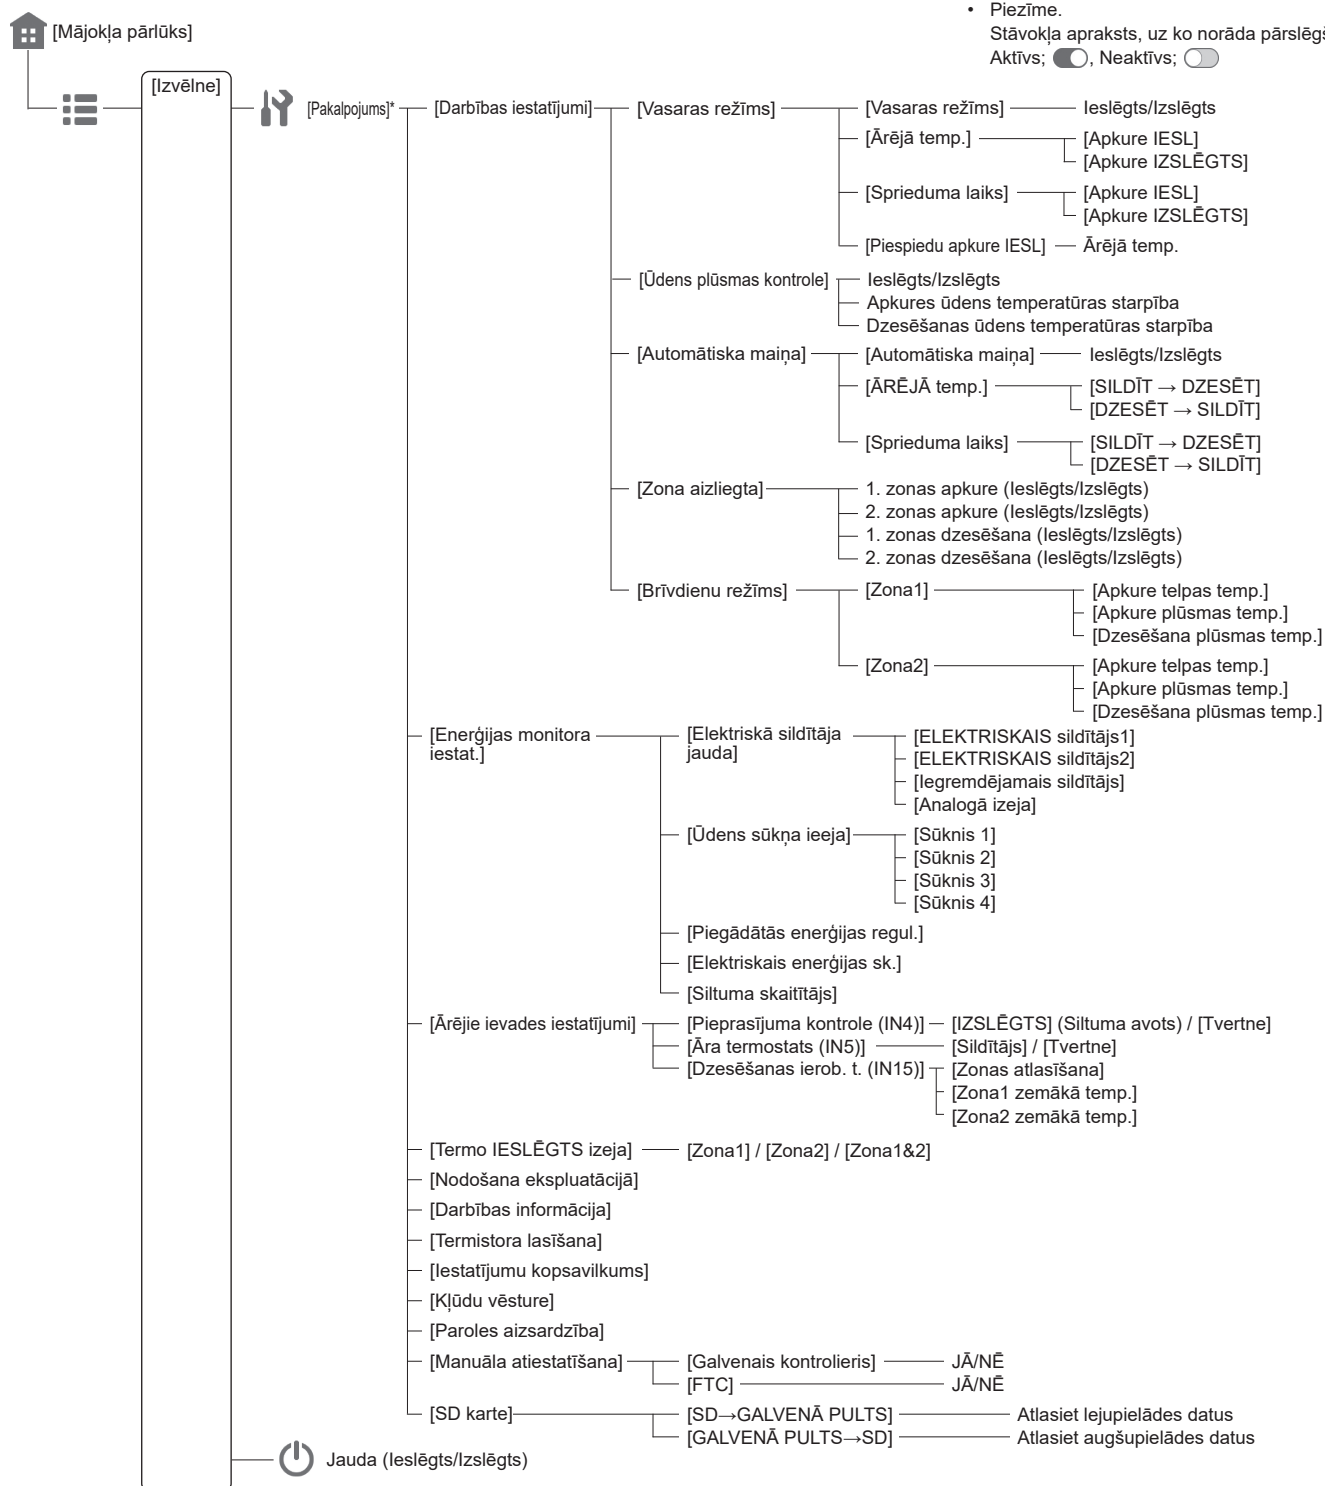 • Piezīme.
Stāvokļa apraksts, uz ko norāda
Aktīvs; , Neaktīvs;
[Mājokļa pārlūks]
[Izvēlne]
[Pakalpojums]* [Darbības iestatījumi] [Vasaras režīms] [Vasaras režīms] Ieslēgts/Izslēgts
[Ārējā temp.] [Apkure IESL]
[Apkure IZSLĒGTS]
[Sprieduma laiks] [Apkure IESL]
[Apkure IZSLĒGTS]
[Piespiedu apkure IESL] Ārējā temp.
[Ūdens plūsmas kontrole] Ieslēgts/Izslēgts
Apkures ūdens temperatūras starpība
Dzesēšanas ūdens temperatūras starpība
[Automātiska maiņa] [Automātiska maiņa] Ieslēgts/Izslēgts
[ĀRĒJĀ temp.] [SILDĪT → DZESĒT]
[DZESĒT → SILDĪT]
[Sprieduma laiks] [SILDĪT → DZESĒT]
[DZESĒT → SILDĪT]
[Zona aizliegta] 1. zonas apkure (Ieslēgts/Izslēgts)
2. zonas apkure (Ieslēgts/Izslēgts)
1. zonas dzesēšana (Ieslēgts/Izslēgts)
2. zonas dzesēšana (Ieslēgts/Izslēgts)
[Brīvdienu režīms] [Zona1] [Apkure telpas temp.]
[Apkure plūsmas temp.]
[Dzesēšana plūsmas temp.]
[Zona2] [Apkure telpas temp.]
[Apkure plūsmas temp.]
[Dzesēšana plūsmas temp.]
[Enerģijas monitora
iestat.]
[Elektriskā sildītāja
jauda]
[ELEKTRISKAIS sildītājs1]
[ELEKTRISKAIS sildītājs2]
[Iegremdējamais sildītājs]
[Analogā izeja]
[Ūdens sūkņa ieeja] [Sūknis 1]
[Sūknis 2]
[Sūknis 3]
[Sūknis 4]
[Piegādātās enerģijas regul.]
[Elektriskais enerģijas sk.]
[Siltuma skaitītājs]
[Ārējie ievades iestatījumi] [Pieprasījuma kontrole (IN4)] [IZSLĒGTS] (Siltuma avots) / [Tvertne]
[Āra termostats (IN5)] [Sildītājs] / [Tvertne]
[Dzesēšanas ierob. t. (IN15)] [Zonas atlasīšana]
[Zona1 zemākā temp.]
[Zona2 zemākā temp.]
[Termo IESLĒGTS izeja] [Zona1] / [Zona2] / [Zona1&2]
[Nodošana ekspluatācijā]
[Darbības informācija]
[Termistora lasīšana]
[Iestatījumu kopsavilkums]
[Kļūdu vēsture]
[Paroles aizsardzība]
[Manuāla atiestatīšana] [Galvenais kontrolieris] JĀ/NĒ
[FTC] JĀ/NĒ
[SD karte] [SD→GALVENĀ PULTS] Atlasiet lejupielādes datus
[GALVENĀ PULTS→SD] Atlasiet augšupielādes datus
Jauda (Ieslēgts/Izslēgts)